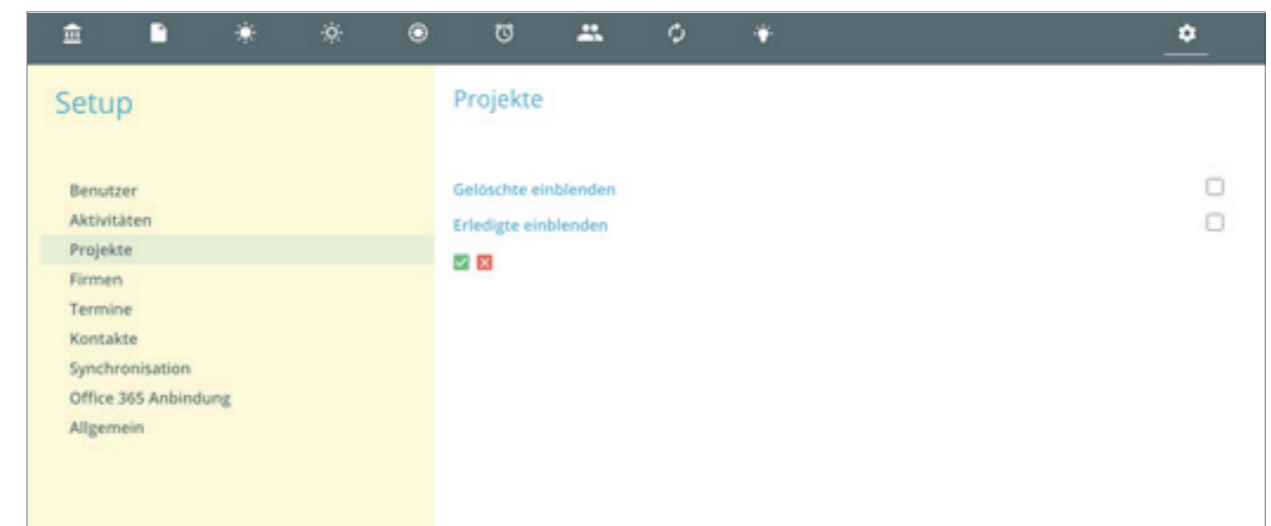 Setup
Benutzer
Aktivitäten
Projekte
Firmen
Termine
Kontakte
Synchronisation
Office 365 Anbindung
Allgemein
Projekte
Gelöschte einblenden
Erledigte einblenden